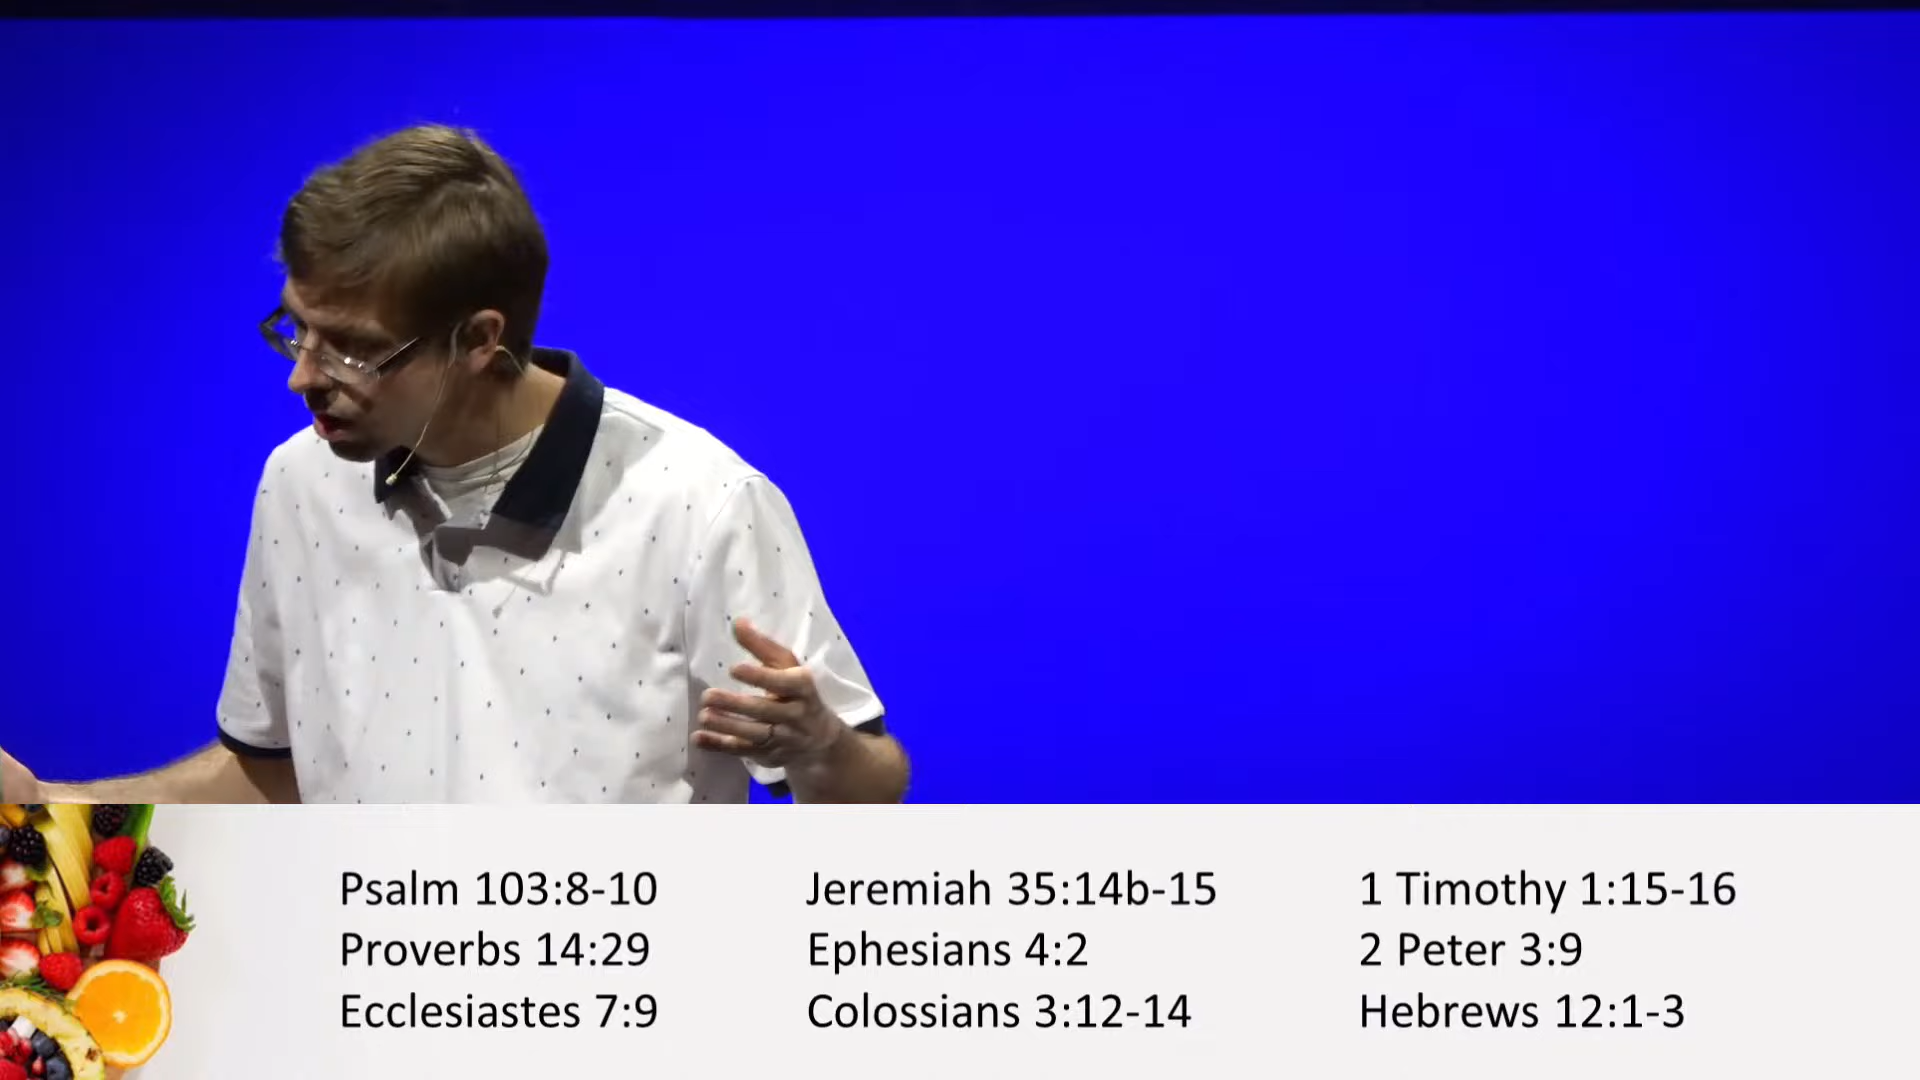 Psalm 103:8-10
Proverbs 14:29
Ecclesiastes 7:9
Jeremiah 35:14b-15
Ephesians 4:2
Colossians 3:12-14
1 Timothy 1:15-16
2 Peter 3:9
Hebrews 12:1-3